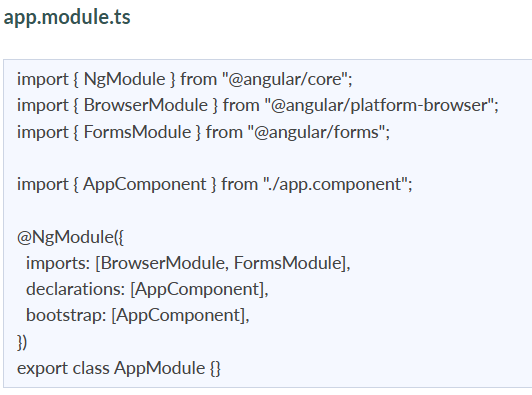 app.module.ts
import { NgModule } from "@angular/core";
import { BrowserModule } from "@angular/platform-browser";
import { FormsModule } from "@angular/forms";
import { AppComponent } from "./app.component";
@NgModule({
  imports: [BrowserModule, FormsModule],
  declarations: [AppComponent],
  bootstrap: [AppComponent],
})
export class AppModule {}